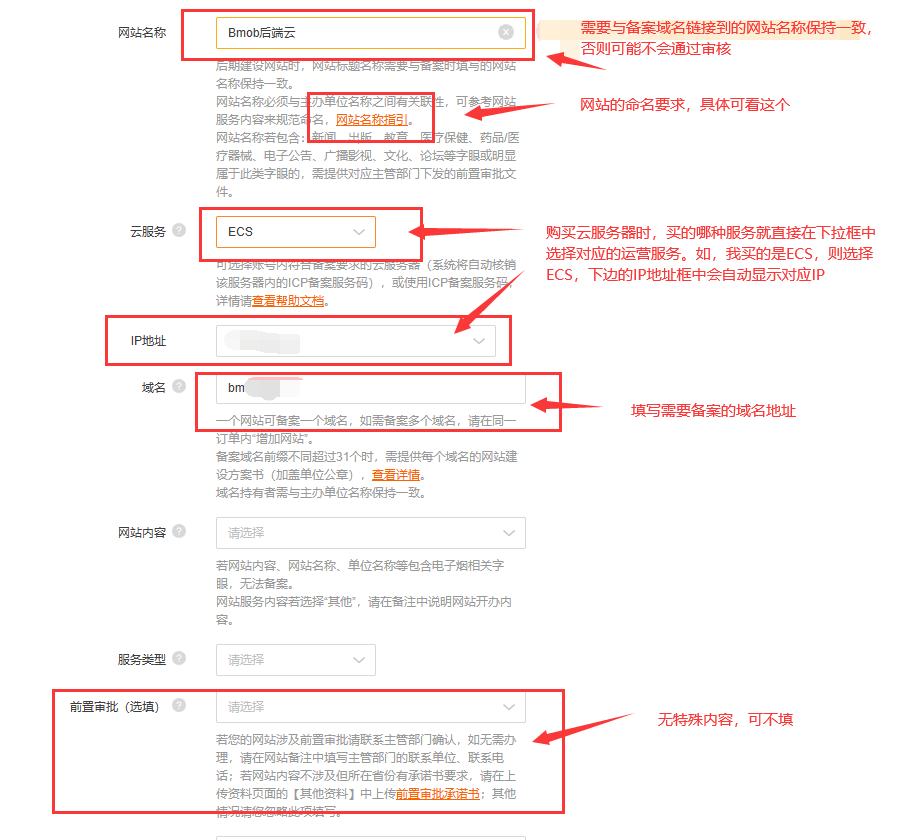 网站名称
Bmob后端云
需要与备案域名链接到的网站名称保持一致，
否则可能不会通过审核
后期建设网站时，网站标题名称需要与备案时填写的网站
名称保持一致。
网站名称必须与主办单位名称之间有关联性，可参考网站
服务内容来规范命名，网站名称指引。
网站的命名要求，具体可看这个
网站名称若包含：新闻、出版、教育、医疗保健、药品/医
疗器械、电子公告、广播影视、文化、论坛等字眼或明显
属于此类字眼的，需提供对应主管部门下发的前置审批文
件。
云服务
ECS
购买云服务器时，买的哪种服务就直接在下拉框中
选择对应的运营服务。如，我买的是ECS，则选择
ECS，下边的IP地址框中会自动显示对应IP
可选择账号内符合备案要求的云服务器（系统将自动核销
该服务器内的ICP备案服务码），或使用ICP备案服务码，
详情请查看帮助文档。
IP地址
域名
bm
填写需要备案的域名地址
一个网站可备案一个域名，如需备案多个域名，请在同一
订单内“增加网站”。
备案域名前缀不同超过31个时，需提供每个域名的网站建
设方案书（加盖单位公章），查看详情。
域名持有者需与主办单位名称保持一致。
网站内容
请选择
若网站内容、网站名称、单位名称等包含电子烟相关字
眼，无法备案。
网站服务内容若选择“其他”，请在备注中说明网站开办内
容。
服务类型
请选择
前置审批（选填）
请选择
无特殊内容，可不填
若您的网站涉及前置审批请联系主管部门确认，如无需办
理，请在网站备注中填写主管部门的联系单位、联系电
话；若网站内容不涉及但所在省份有承诺书要求，请在上
传资料页面的【其他资料】中上传前置审批承诺书；其他
情况请您忽略此项填写。